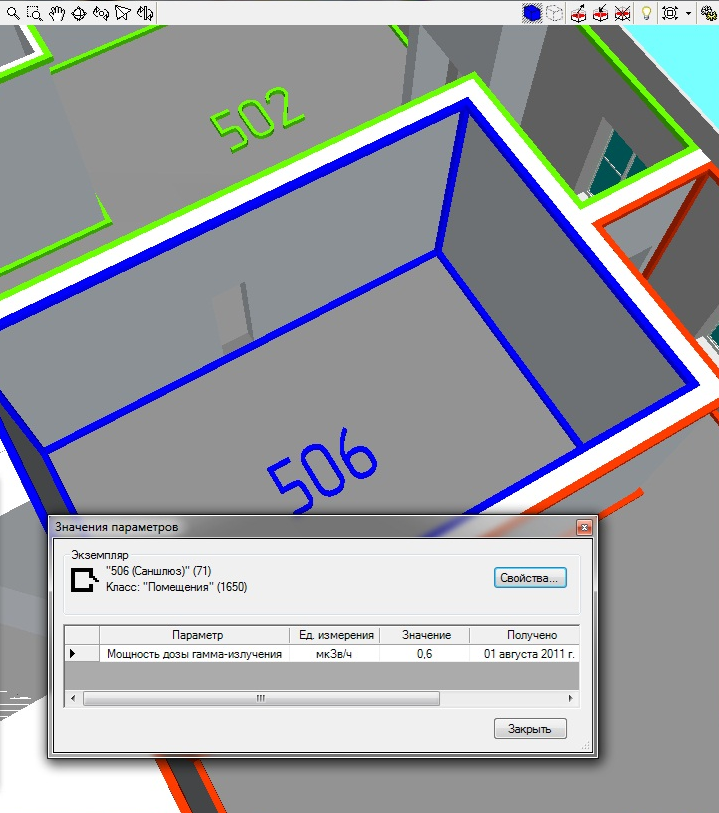 502
506
Значения параметров
Экземпляр
"506 (Саншлюз)" (71)
Класс: "Помещения" (1650)
Свойства...
Параметр Ед. измерения Значение Получено
Мощность дозы гамма-излучения мкЗв/ч 0,6 01 августа 2011 г.
Закрыть